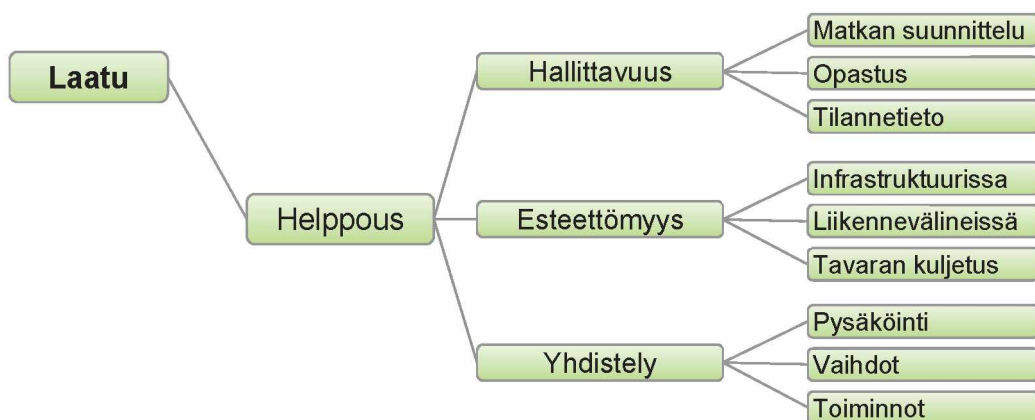 Laatu
Helppous
Hallittavuus
Matkan suunnittelu
Opastus
Tilannetieto
Esteettömyys
Infrastruktuurissa
Liikennevälineissä
Tavaran kuljetus
Yhdistely
Pysäköinti
Vaihdot
Toiminnot